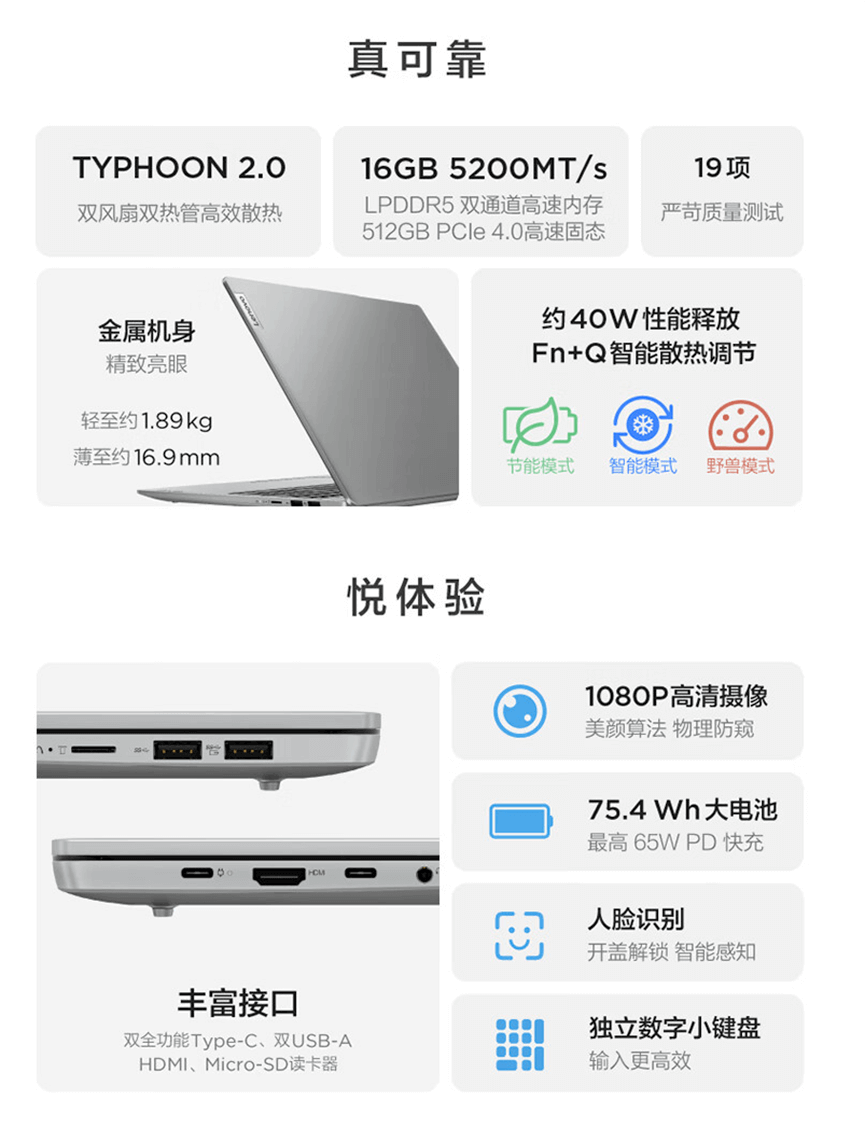 真可靠
TYPHOON 2.0
双风扇双热管高效散热
16GB 5200MT/s
LPDDR5 双通道高速内存
512GB PCIe 4.0高速固态
19项
严苛质量测试
金属机身
精致亮眼
轻至约1.89kg
薄至约16.9mm
Lenovo
约40W性能释放
Fn+Q智能散热调节
节能模式
智能模式
野兽模式
悦体验
HDMI
丰富接口
双全功能Type-C、双USB-A
HDMI、Micro-SD读卡器
1080P高清摄像
美颜算法 物理防窥
75.4 Wh大电池
最高 65W PD 快充
人脸识别
开盖解锁 智能感知
独立数字小键盘
输入更高效